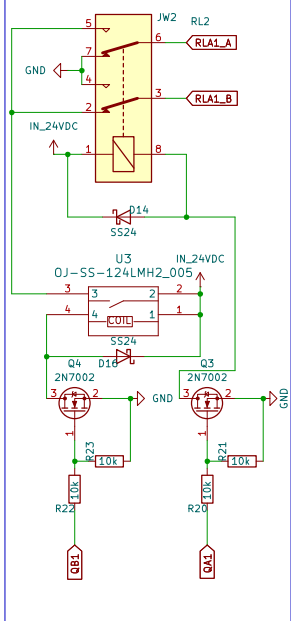 JW2
RL2
5
7
6
RLA1_A
GND
4
2
3
RLA1_B
IN_24VDC
1
8
D14
SS24
U3
IN_24VDC
OJ-SS-124LMH2_005
3
3
2
2
4
4
COIL
1
1
SS24
D16
Q4
Q3
2N7002
2N7002
3
2
GND
3
2
GND
1
1
R23
10k
R21
10k
10k
R22
10k
R20
QB1
QA1